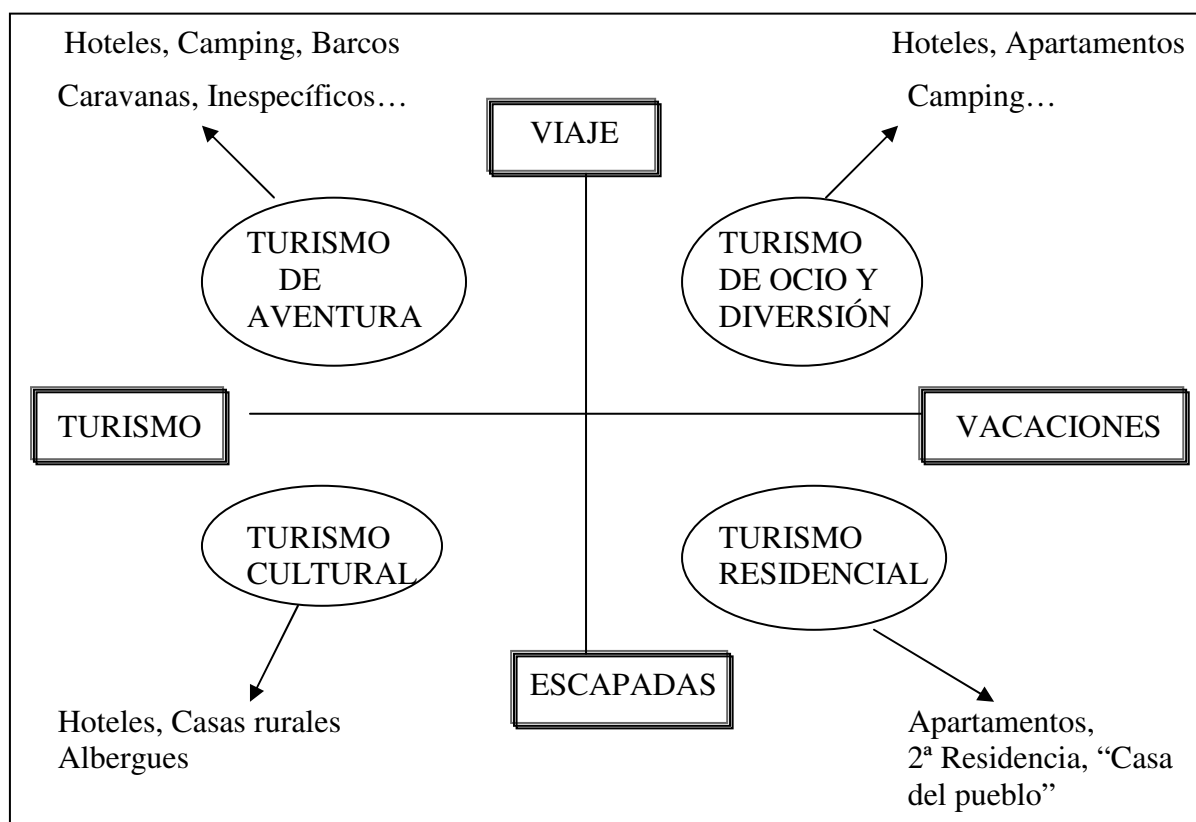 Hoteles, Camping, Barcos
Caravanas, Inespecíficos…
Hoteles, Apartamentos
Camping…
VIAJE
TURISMO
DE
AVENTURA
TURISMO
DE OCIO Y
DIVERSIÓN
TURISMO
VACACIONES
TURISMO
CULTURAL
TURISMO
RESIDENCIAL
ESCAPADAS
Hoteles, Casas rurales
Albergues
Apartamentos,
2ª Residencia, “Casa
del pueblo”